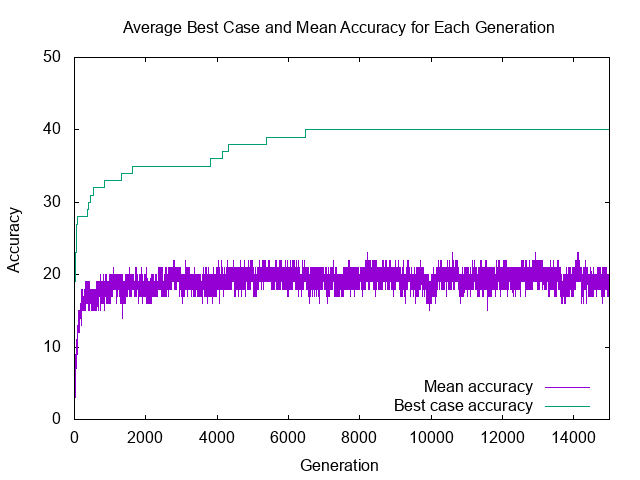 Average Best Case and Mean Accuracy for Each Generation
50
40
30
20
10
0
Accuracy
Mean accuracy
Best case accuracy
0 2000 4000 6000 8000 10000 12000 14000
Generation